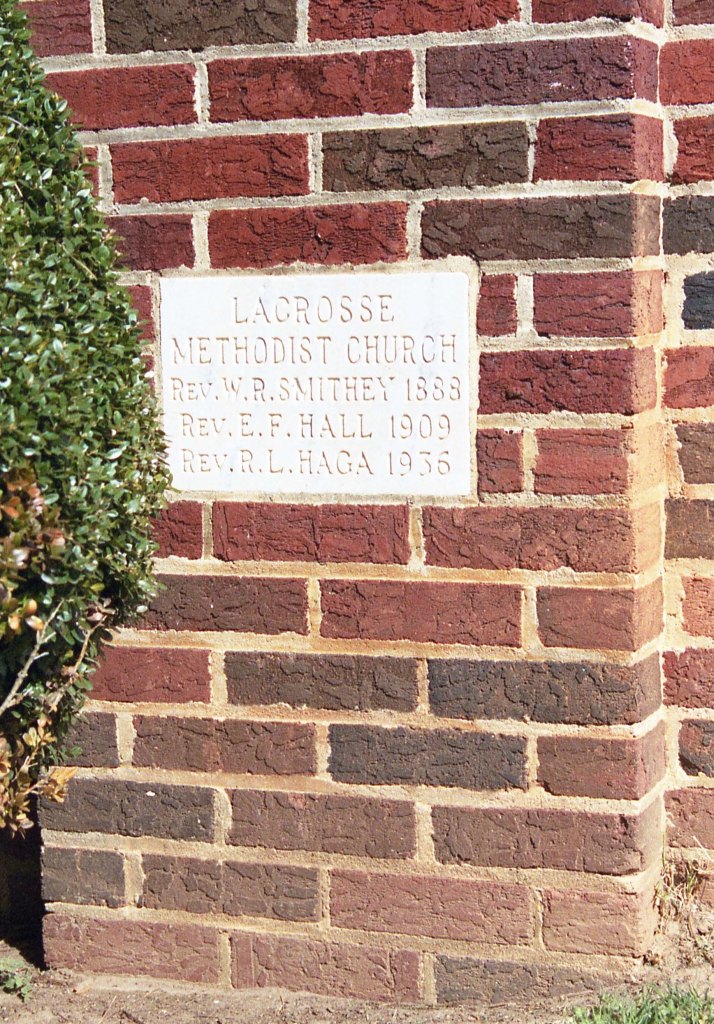 LACROSSE
METHODIST CHURCH
REV. W. R. SMITHEY 1888
REV. E. F. HALL 1909
REV. R. L. HAGA 1936